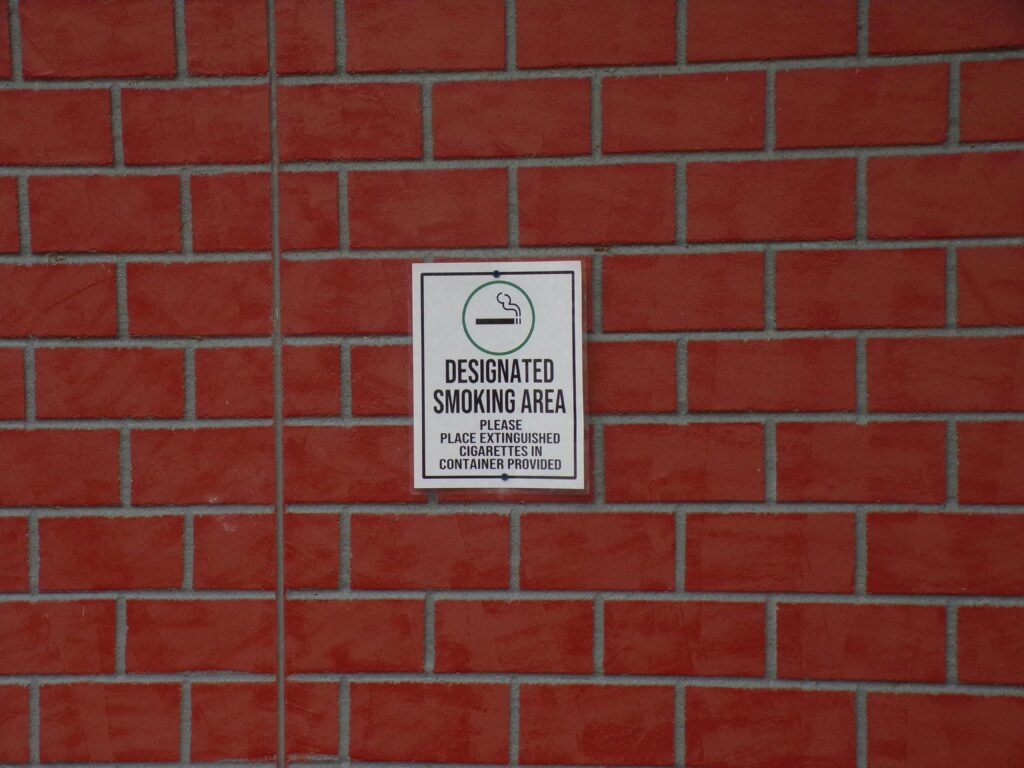 DESIGNATED
SMOKING AREA
PLEASE
PLACE EXTINGUISHED
CIGARETTES IN
CONTAINER PROVIDED